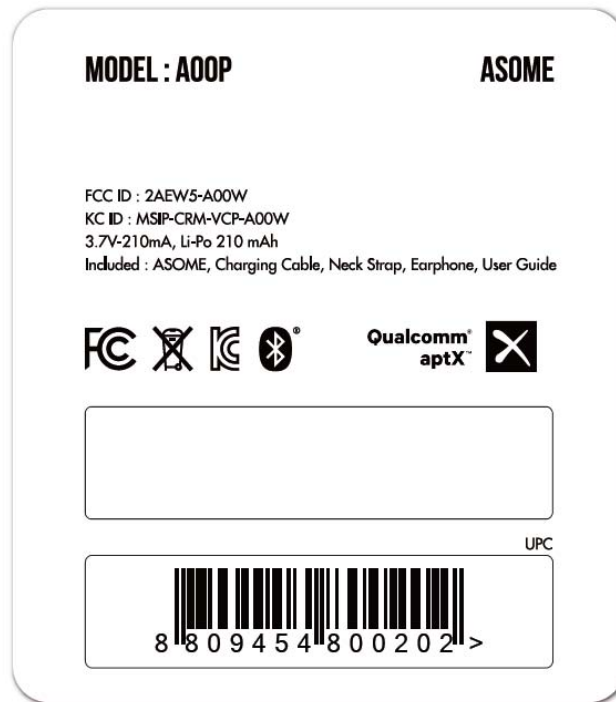 MODEL : A00P
ASOME
FCC ID : 2AEW5-A00W
KC ID : MSIP-CRM-VCP-A00W
3.7V-210mA, Li-Po 210 mAh
Included : ASOME, Charging Cable, Neck Strap, Earphone, User Guide
FC
Qualcomm®
aptX™
UPC
8 809454 800202 >